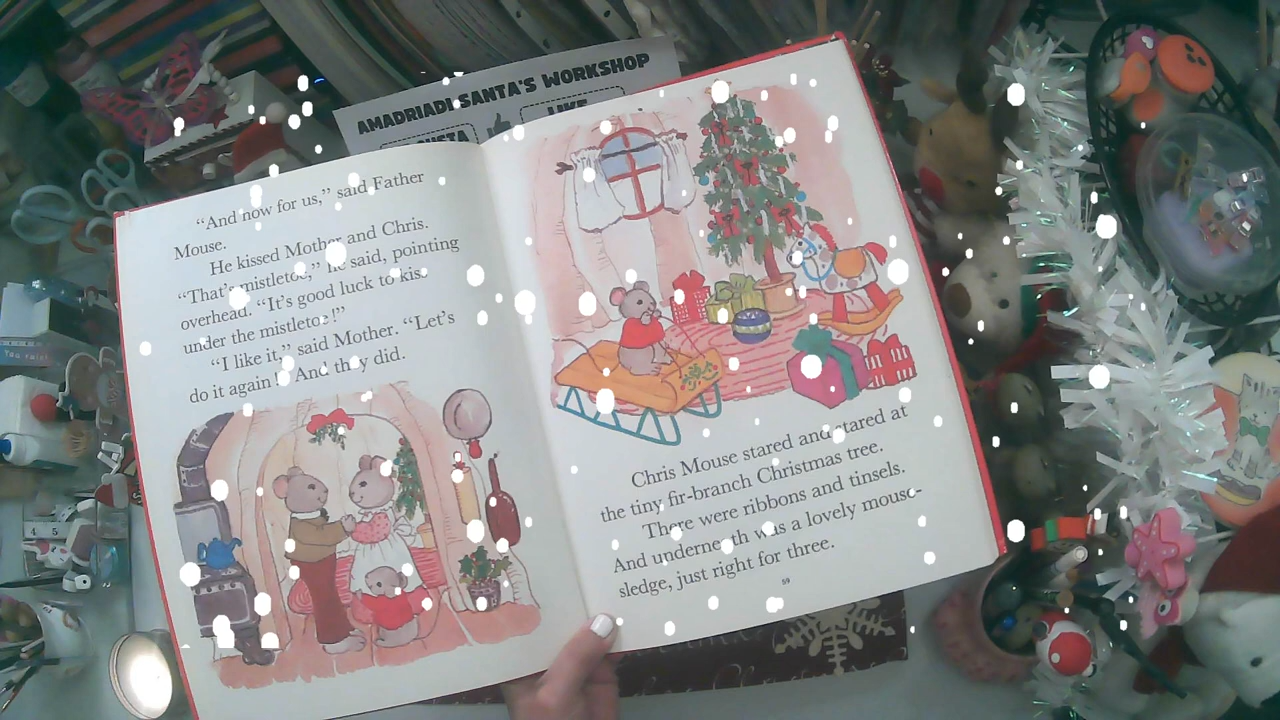 AMADRIADI SANTA'S WORKSHOP
LIKE
"And now for us," said Father
Mouse.
He kissed Mother and Chris.
"That's mistletoe," he said, pointing
overhead. "It's good luck to kiss
under the mistletoe!"
"I like it," said Mother. "Let's
do it again!" And they did.
Chris Mouse stared and stared at
the tiny fir-branch Christmas tree.
There were ribbons and tinsels.
And underneath was a lovely mouse-
sledge, just right for three.
59